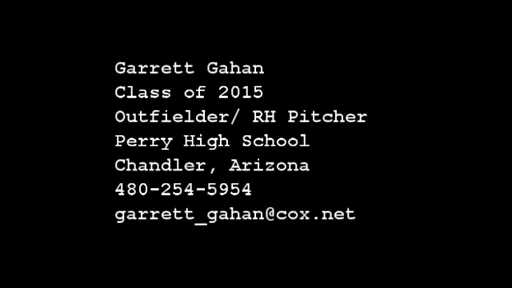 Garrett Gahan
Class of 2015
Outfielder/ RH Pitcher
Perry High School
Chandler, Arizona
480-254-5954
garrett_gahan@cox.net